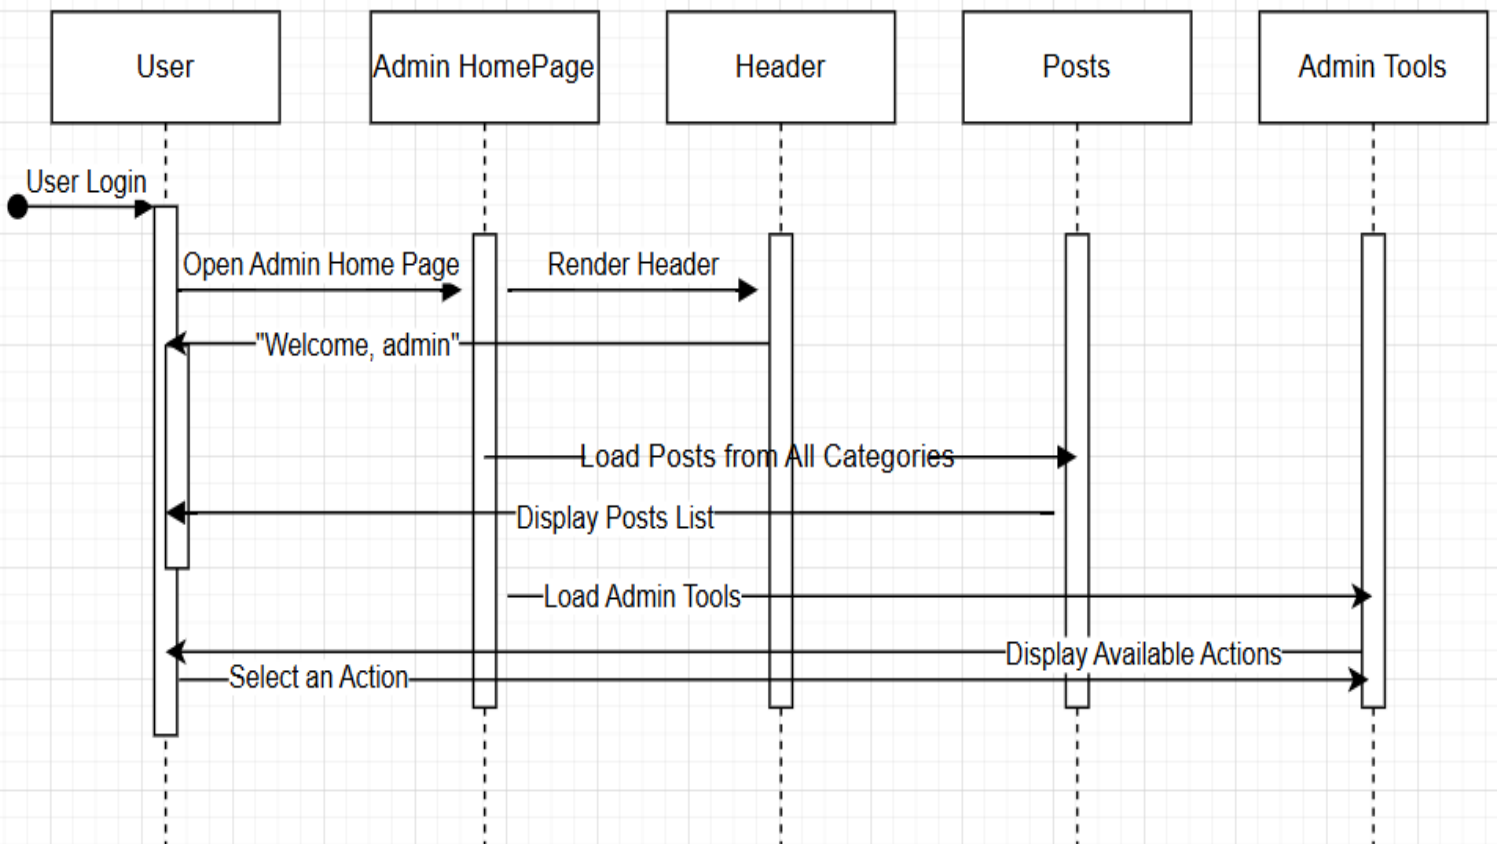 User
Admin HomePage
Header
Posts
Admin Tools
User Login
Open Admin Home Page
Render Header
"Welcome, admin"
Load Posts from All Categories
Display Posts List
Load Admin Tools
Display Available Actions
Select an Action